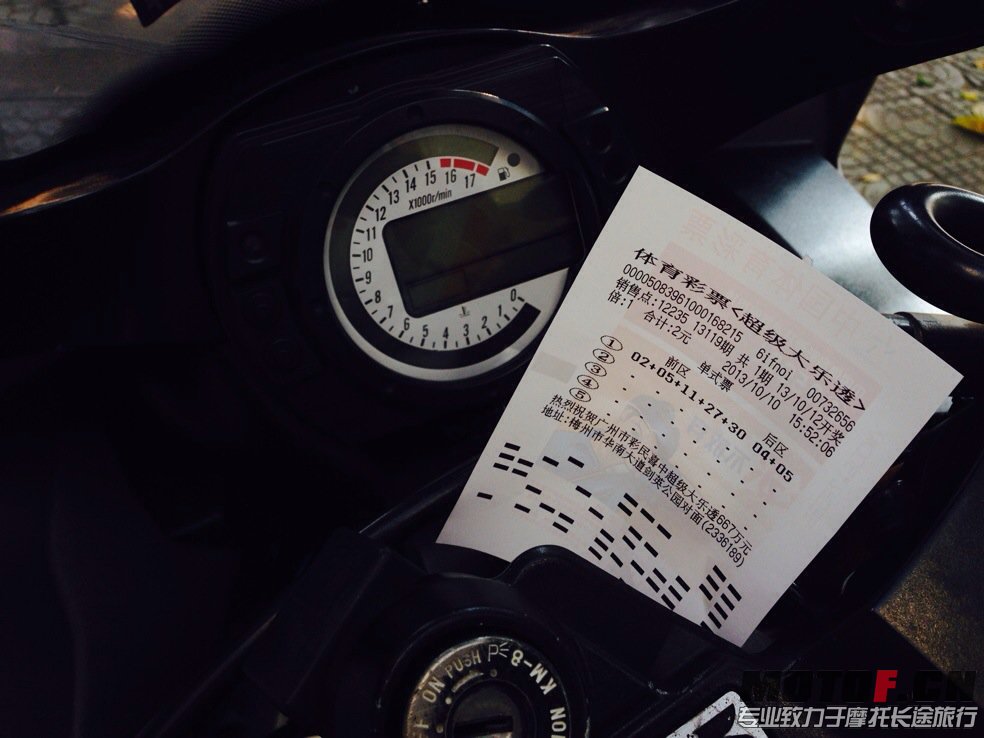 17
16
15
14
13
12
11
10
9
8
7
6
5
4
3
2
1
0
X1000r/min
体育彩票<超级大乐透>
00005083961000168215 6ifnoi 00732656
销售点:12235 13119期 共 1期 13/10/12开奖
倍:1 合计:2元 2013/10/10 15:52:06
前区 单式票 后区
① 02+05+11+27+30 04+05
②
③
④
⑤
热烈祝贺广州市彩民喜中超级大乐透667万元
地址:梅州市华南大道剑英公园对面(2336189)
ON PUSH P
KM-8
NOV
MOTOF.CN
专业致力于摩托长途旅行